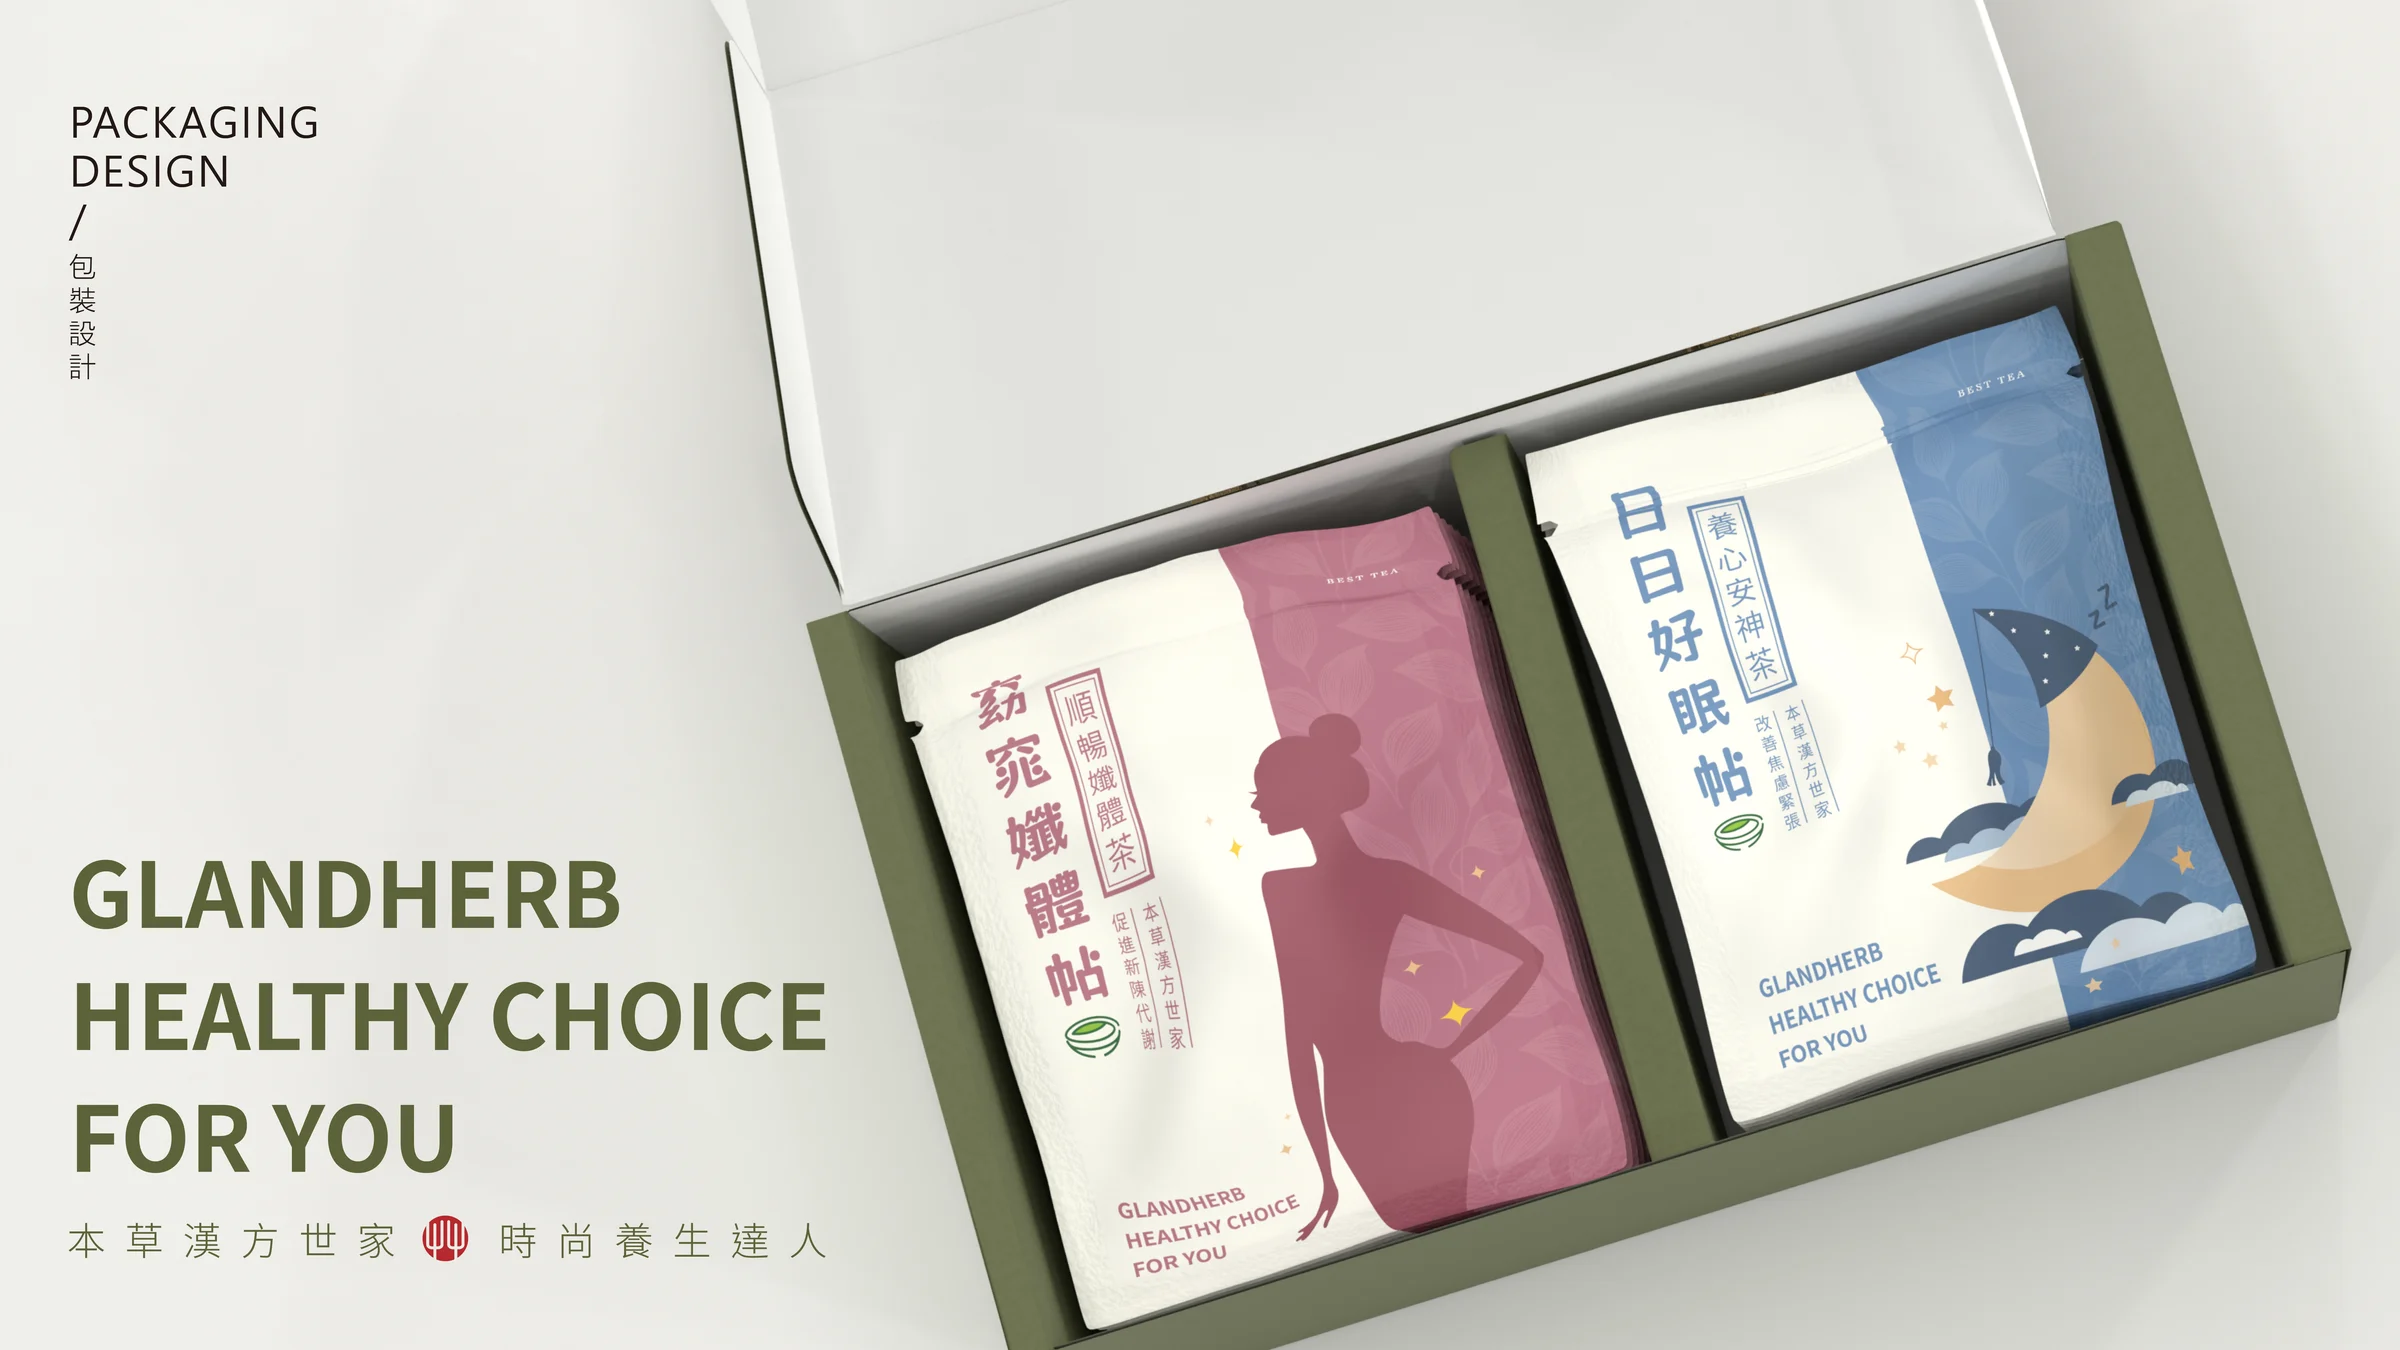 PACKAGING
DESIGN
/
包裝設計
GLANDHERB
HEALTHY CHOICE
FOR YOU
本草漢方世家 時尚養生達人
BEST TEA
窈窕孅體帖
順暢孅體茶
本草漢方世家
促進新陳代謝
GLANDHERB
HEALTHY CHOICE
FOR YOU
BEST TEA
日日好眠帖
養心安神茶
本草漢方世家
改善焦慮緊張
zZ
GLANDHERB
HEALTHY CHOICE
FOR YOU